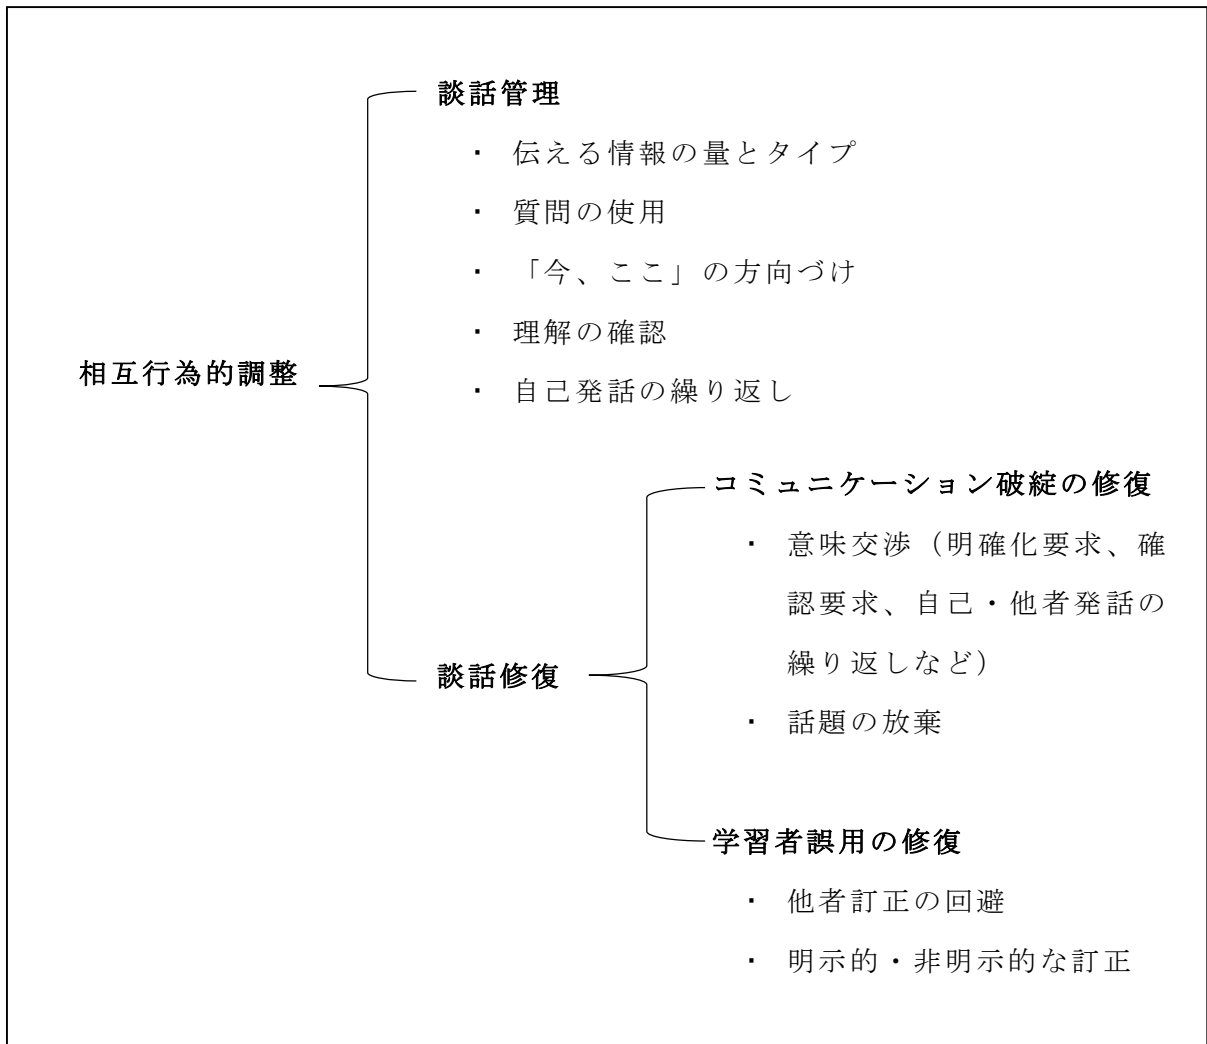 談話管理
・ 伝える情報の量とタイプ
・ 質問の使用
・ 「今、ここ」の方向づけ
・ 理解の確認
相互行為的調整
・ 自己発話の繰り返し
コミュニケーション破綻の修復
・ 意味交渉（明確化要求、確
認要求、自己・他者発話の
繰り返しなど）
談話修復
・ 話題の放棄
学習者誤用の修復
・ 他者訂正の回避
・ 明示的・非明示的な訂正